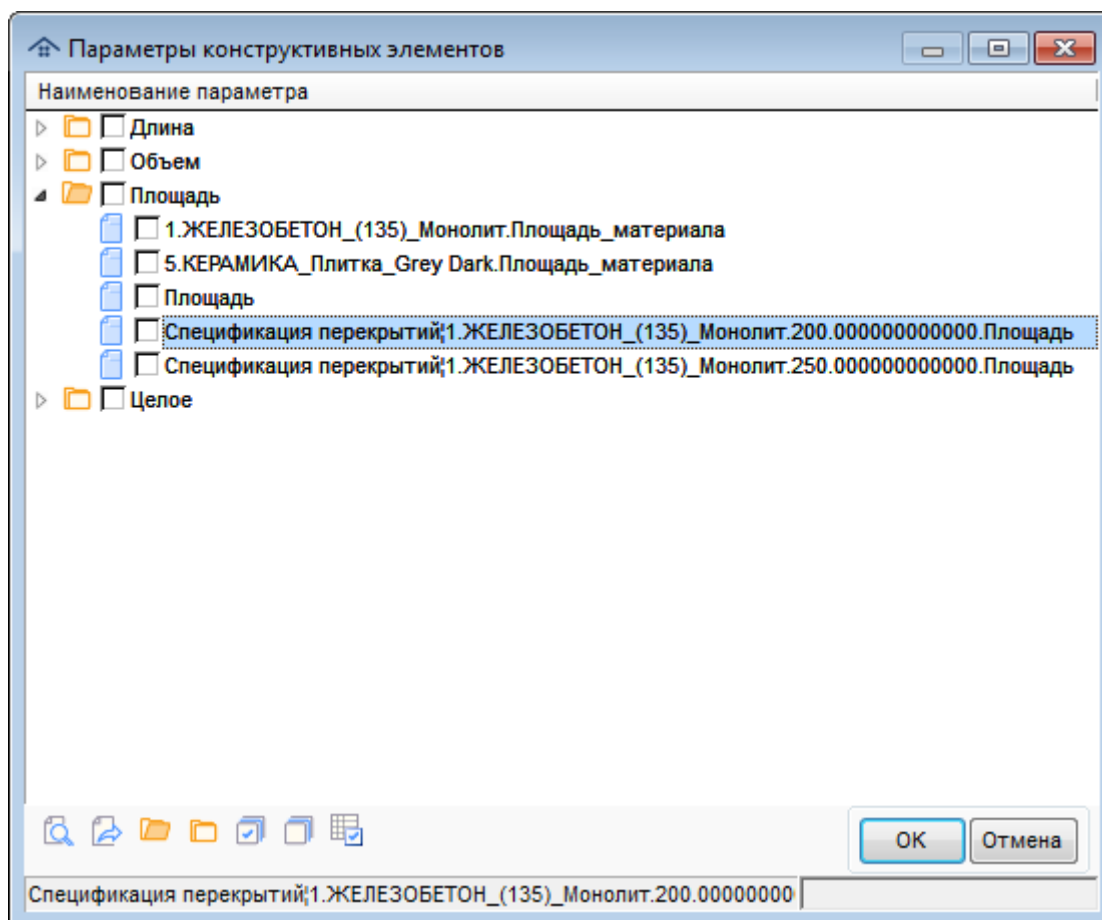 Параметры конструктивных элементов
Наименование параметра
Длина
Объем
Площадь
1.ЖЕЛЕЗОБЕТОН_(135)_Монолит.Площадь_материала
5.КЕРАМИКА_Плитка_Grey Dark.Площадь_материала
Площадь
Спецификация перекрытий¦1.ЖЕЛЕЗОБЕТОН_(135)_Монолит.200.000000000000.Площадь
Спецификация перекрытий¦1.ЖЕЛЕЗОБЕТОН_(135)_Монолит.250.000000000000.Площадь
Целое
OK Отмена
Спецификация перекрытий¦1.ЖЕЛЕЗОБЕТОН_(135)_Монолит.200.00000000